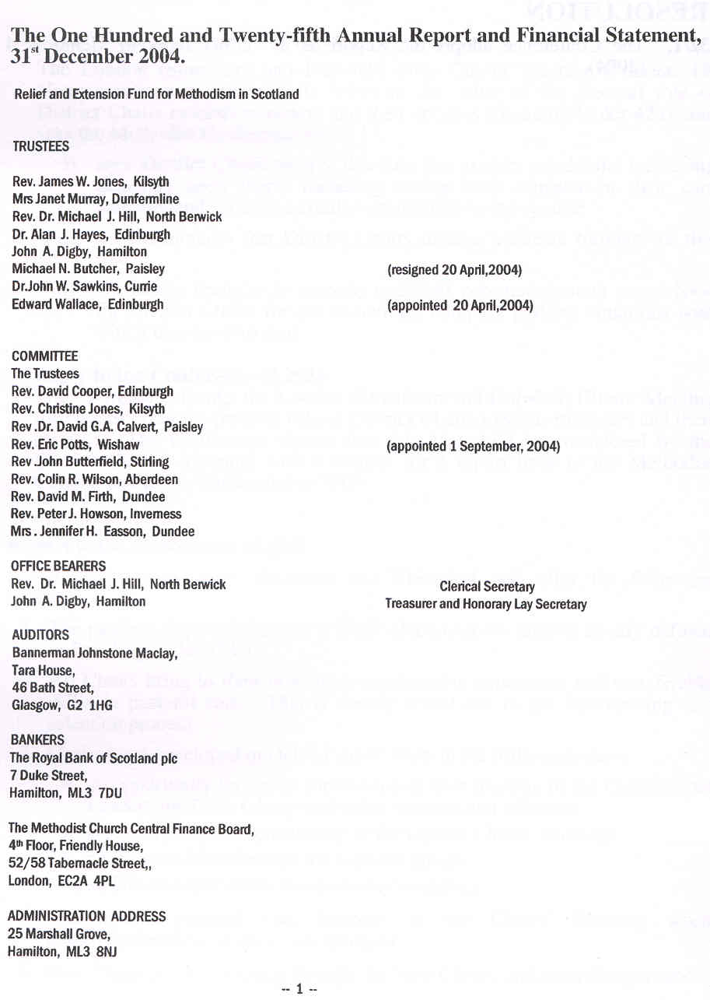 RESOLUTION
The One Hundred and Twenty-fifth Annual Report and Financial Statement,
31st December 2004.
Relief and Extension Fund for Methodism in Scotland
TRUSTEES
Rev. James W. Jones, Kilsyth
Mrs Janet Murray, Dunfermline
Rev. Dr. Michael J. Hill, North Berwick
Dr. Alan J. Hayes, Edinburgh
John A. Digby, Hamilton
Michael N. Butcher, Paisley (resigned 20 April,2004)
Dr.John W. Sawkins, Currie
Edward Wallace, Edinburgh (appointed 20 April,2004)
COMMITTEE
The Trustees
Rev. David Cooper, Edinburgh
Rev. Christine Jones, Kilsyth
Rev .Dr. David G.A. Calvert, Paisley
Rev. Eric Potts, Wishaw (appointed 1 September, 2004)
Rev .John Butterfield, Stirling
Rev. Colin R. Wilson, Aberdeen
Rev. David M. Firth, Dundee
Rev. Peter J. Howson, Inverness
Mrs . Jennifer H. Easson, Dundee
OFFICE BEARERS
Rev. Dr. Michael J. Hill, North Berwick Clerical Secretary
John A. Digby, Hamilton Treasurer and Honorary Lay Secretary
AUDITORS
Bannerman Johnstone Maclay,
Tara House,
46 Bath Street,
Glasgow, G2 1HG
BANKERS
The Royal Bank of Scotland plc
7 Duke Street,
Hamilton, ML3 7DU
The Methodist Church Central Finance Board,
4th Floor, Friendly House,
52/58 Tabernacle Street,,
London, EC2A 4PL
ADMINISTRATION ADDRESS
25 Marshall Grove,
Hamilton, ML3 8NJ
-- 1 --